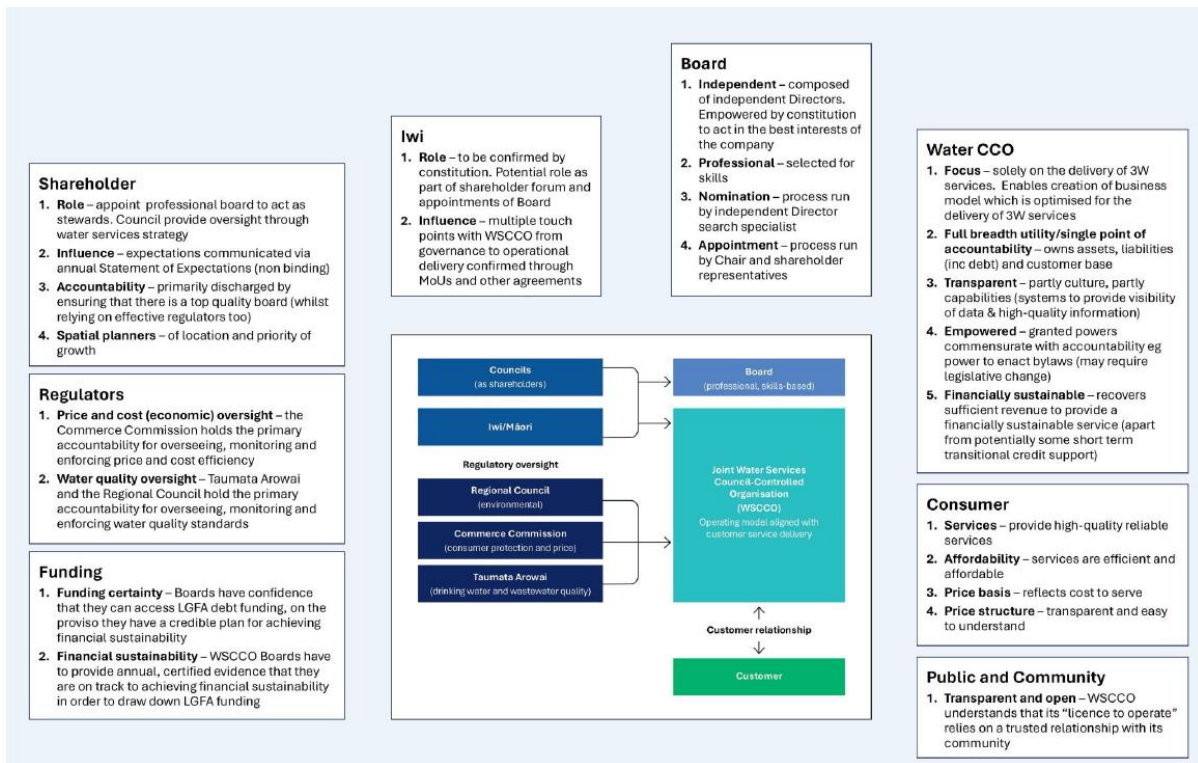 Shareholder
1. Role – appoint professional board to act as
stewards. Council provide oversight through
water services strategy
2. Influence – expectations communicated via
annual Statement of Expectations (non binding)
3. Accountability – primarily discharged by
ensuring that there is a top quality board (whilst
relying on effective regulators too)
4. Spatial planners – of location and priority of
growth
Regulators
1. Price and cost (economic) oversight – the
Commerce Commission holds the primary
accountability for overseeing, monitoring and
enforcing price and cost efficiency
2. Water quality oversight – Taumata Arowai
and the Regional Council hold the primary
accountability for overseeing, monitoring and
enforcing water quality standards
Funding
1. Funding certainty – Boards have confidence
that they can access LGFA debt funding, on the
proviso they have a credible plan for achieving
financial sustainability
2. Financial sustainability – WSCCO Boards have
to provide annual, certified evidence that they
are on track to achieving financial sustainability
in order to draw down LGFA funding
Iwi
1. Role – to be confirmed by
constitution. Potential role as
part of shareholder forum and
appointments of Board
2. Influence – multiple touch
points with WSCCO from
governance to operational
delivery confirmed through
MoUs and other agreements
Board
1. Independent – composed
of independent Directors.
Empowered by constitution
to act in the best interests of
the company
2. Professional – selected for
skills
3. Nomination – process run
by independent Director
search specialist
4. Appointment – process run
by Chair and shareholder
representatives
Councils
(as shareholders)
Iwi/Māori
Regulatory oversight
Regional Council
(environmental)
Commerce Commission
(consumer protection and price)
Taumata Arowai
(drinking water and wastewater quality)
Board
(professional, skills-based)
Joint Water Services
Council-Controlled
Organisation
(WSCCO)
Operating model aligned with
customer service delivery
Customer relationship
Customer
Water CCO
1. Focus – solely on the delivery of 3W
services. Enables creation of business
model which is optimised for the
delivery of 3W services
2. Full breadth utility/single point of
accountability – owns assets, liabilities
(inc debt) and customer base
3. Transparent – partly culture, partly
capabilities (systems to provide visibility
of data & high-quality information)
4. Empowered – granted powers
commensurate with accountability eg
power to enact bylaws (may require
legislative change)
5. Financially sustainable – recovers
sufficient revenue to provide a
financially sustainable service (apart
from potentially some short term
transitional credit support)
Consumer
1. Services – provide high-quality reliable
services
2. Affordability – services are efficient and
affordable
3. Price basis – reflects cost to serve
4. Price structure – transparent and easy
to understand
Public and Community
1. Transparent and open – WSCCO
understands that its “licence to operate”
relies on a trusted relationship with its
community